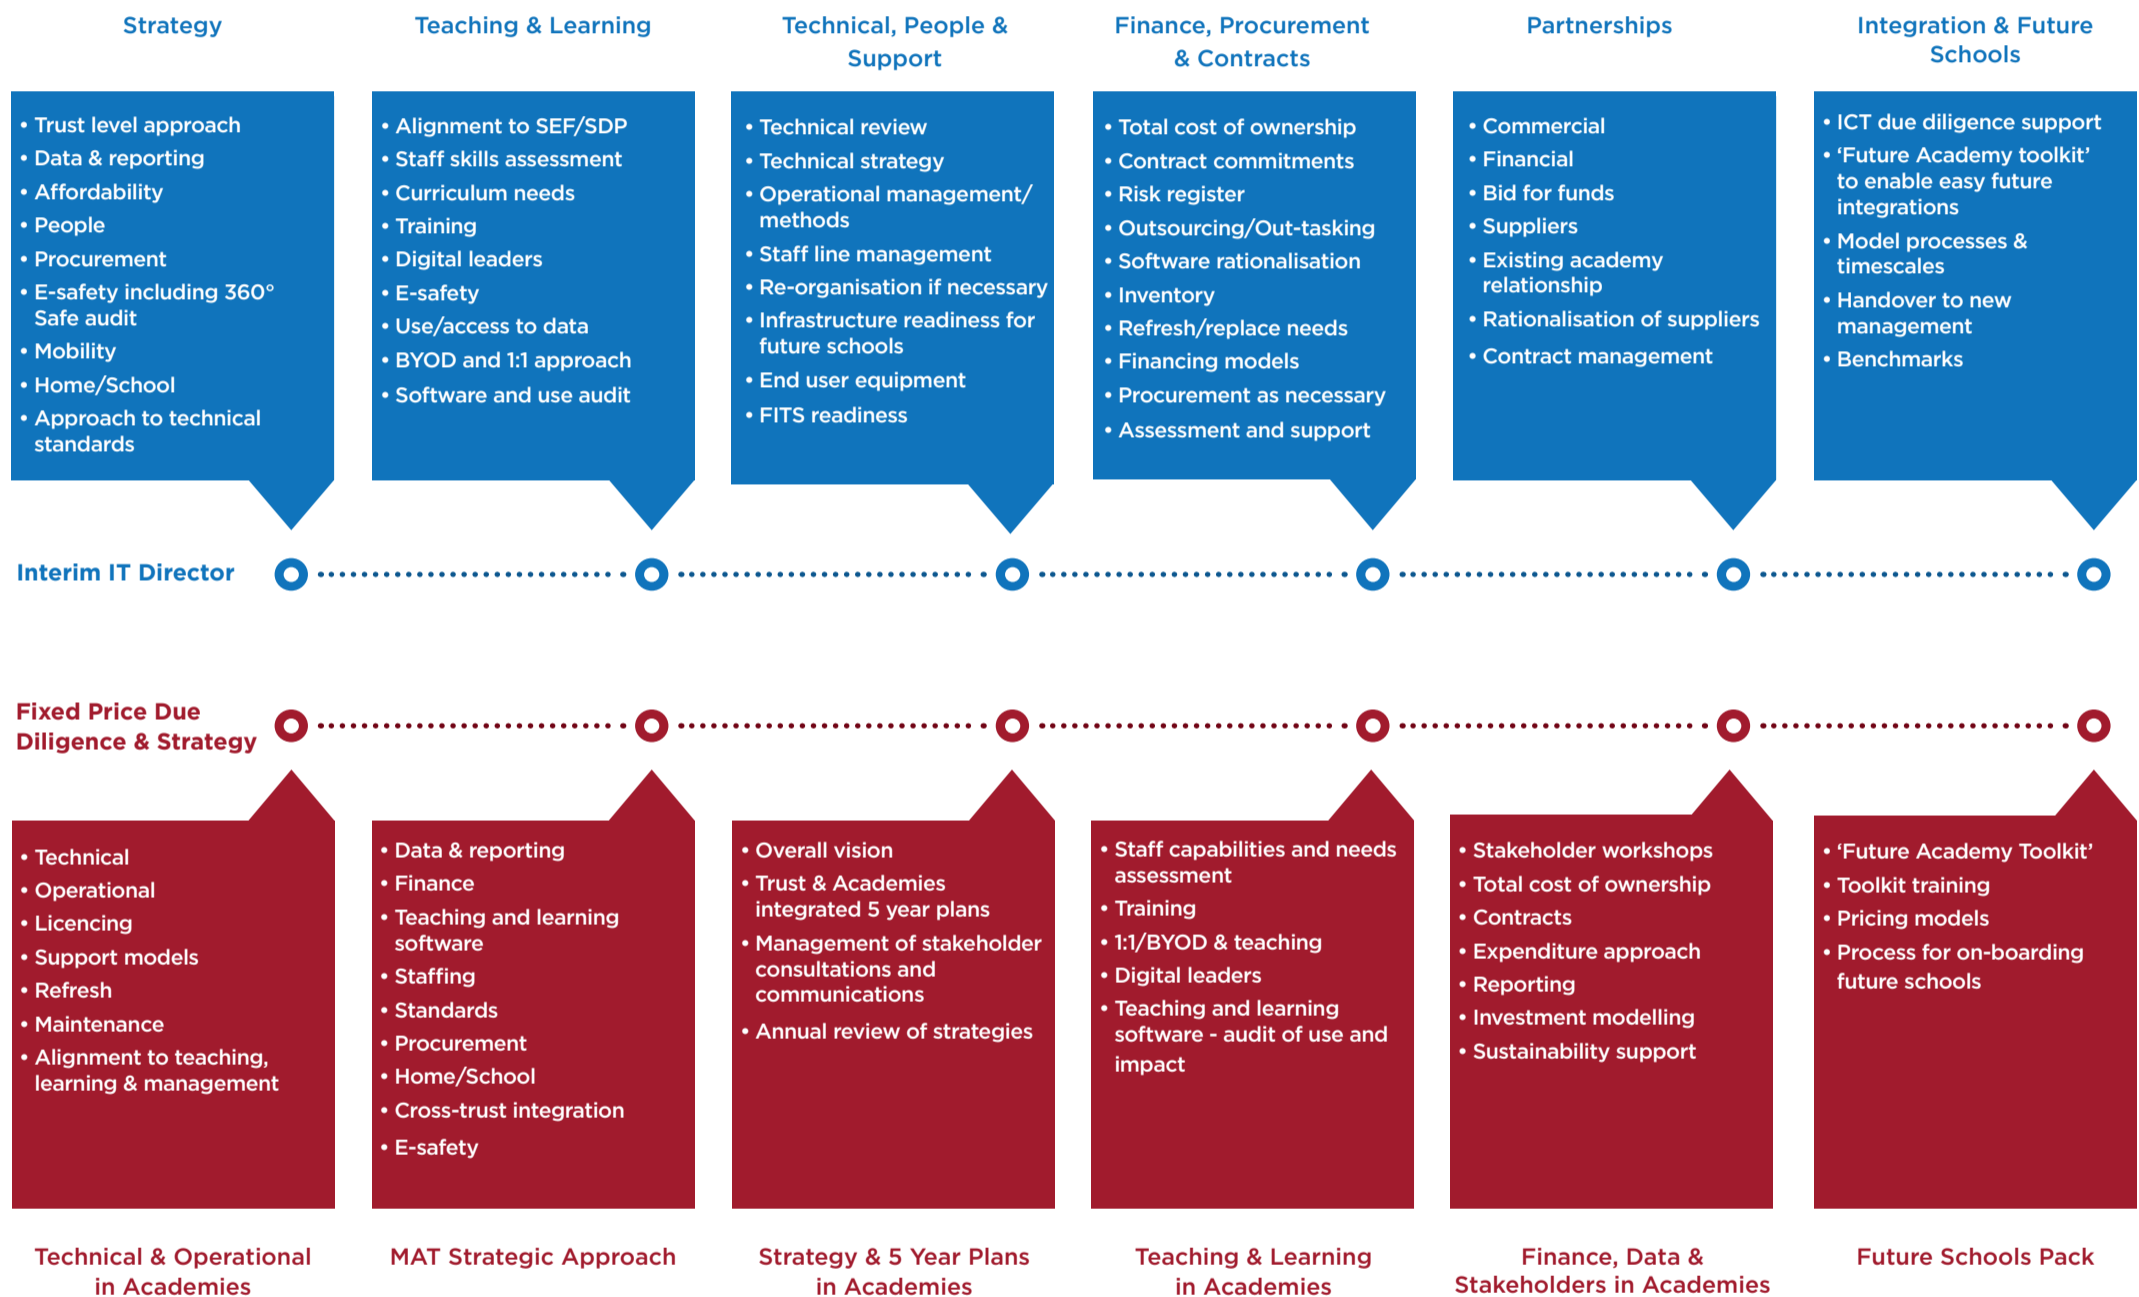 Strategy
• Trust level approach
• Data & reporting
• Affordability
• People
• Procurement
• E-safety including 360°
Safe audit
• Mobility
• Home/School
• Approach to technical
standards
Teaching & Learning
• Alignment to SEF/SDP
• Staff skills assessment
• Curriculum needs
• Training
• Digital leaders
• E-safety
• Use/access to data
• BYOD and 1:1 approach
• Software and use audit
Technical, People &
Support
• Technical review
• Technical strategy
• Operational management/
methods
• Staff line management
• Re-organisation if necessary
• Infrastructure readiness for
future schools
• End user equipment
• FITS readiness
Finance, Procurement
& Contracts
• Total cost of ownership
• Contract commitments
• Risk register
• Outsourcing/Out-tasking
• Software rationalisation
• Inventory
• Refresh/replace needs
• Financing models
• Procurement as necessary
• Assessment and support
Partnerships
• Commercial
• Financial
• Bid for funds
• Suppliers
• Existing academy
relationship
• Rationalisation of suppliers
• Contract management
Integration & Future
Schools
• ICT due diligence support
• ‘Future Academy toolkit’
to enable easy future
integrations
• Model processes &
timescales
• Handover to new
management
• Benchmarks
Interim IT Director
Fixed Price Due
Diligence & Strategy
• Technical
• Operational
• Licencing
• Support models
• Refresh
• Maintenance
• Alignment to teaching,
learning & management
Technical & Operational
in Academies
• Data & reporting
• Finance
• Teaching and learning
software
• Staffing
• Standards
• Procurement
• Home/School
• Cross-trust integration
• E-safety
MAT Strategic Approach
• Overall vision
• Trust & Academies
integrated 5 year plans
• Management of stakeholder
consultations and
communications
• Annual review of strategies
Strategy & 5 Year Plans
in Academies
• Staff capabilities and needs
assessment
• Training
• 1:1/BYOD & teaching
• Digital leaders
• Teaching and learning
software - audit of use and
impact
Teaching & Learning
in Academies
• Stakeholder workshops
• Total cost of ownership
• Contracts
• Expenditure approach
• Reporting
• Investment modelling
• Sustainability support
Finance, Data &
Stakeholders in Academies
• ‘Future Academy Toolkit’
• Toolkit training
• Pricing models
• Process for on-boarding
future schools
Future Schools Pack